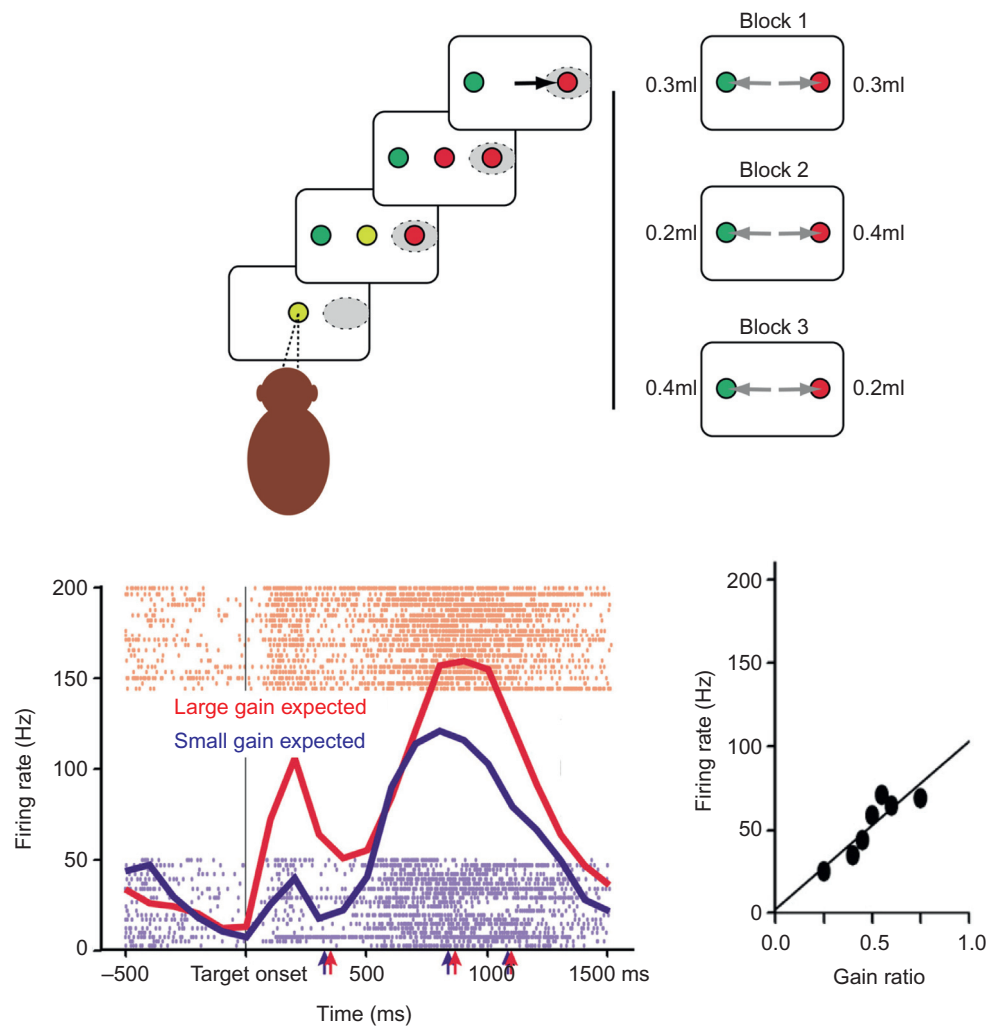 Block 1
0.3ml 0.3ml
Block 2
0.2ml 0.4ml
Block 3
0.4ml 0.2ml
200
150
100
50
0
Firing rate (Hz)
Large gain expected
Small gain expected
–500 Target onset 500 1000 1500 ms
Time (ms)
200
150
100
50
0
Firing rate (Hz)
0.0 0.5 1.0
Gain ratio